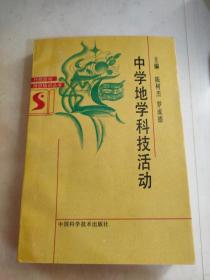 中学地学科技活动
主编 陈树杰 罗成德
中国科学技术出版社